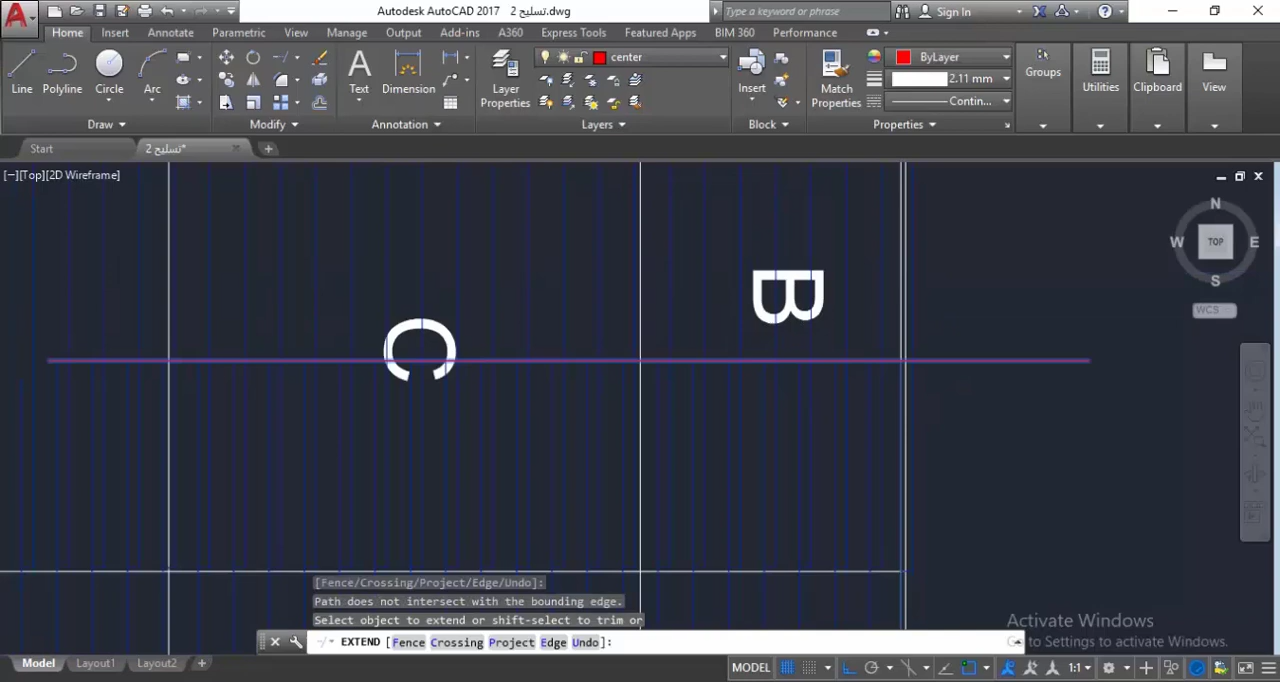 Autodesk AutoCAD 2017 تسليح 2.dwg
Type a keyword or phrase
Sign In
Home Insert Annotate Parametric View Manage Output Add-ins A360 Express Tools Featured Apps BIM 360 Performance
center
ByLayer
2.11 mm
Contin...
Line Polyline Circle Arc
Text Dimension
Layer Properties
Insert
Match Properties
Groups
Utilities
Clipboard
View
Draw Modify Annotation Layers Block Properties
Start
تسليح 2*
[−][Top][2D Wireframe]
N
W TOP E
S
WCS
B
C
[Fence/Crossing/Project/Edge/Undo]:
Path does not intersect with the bounding edge.
Select object to extend or shift-select to trim or
EXTEND [Fence Crossing Project Edge Undo]:
Activate Windows
to Settings to activate Windows.
Model Layout1 Layout2 +
MODEL
1:1